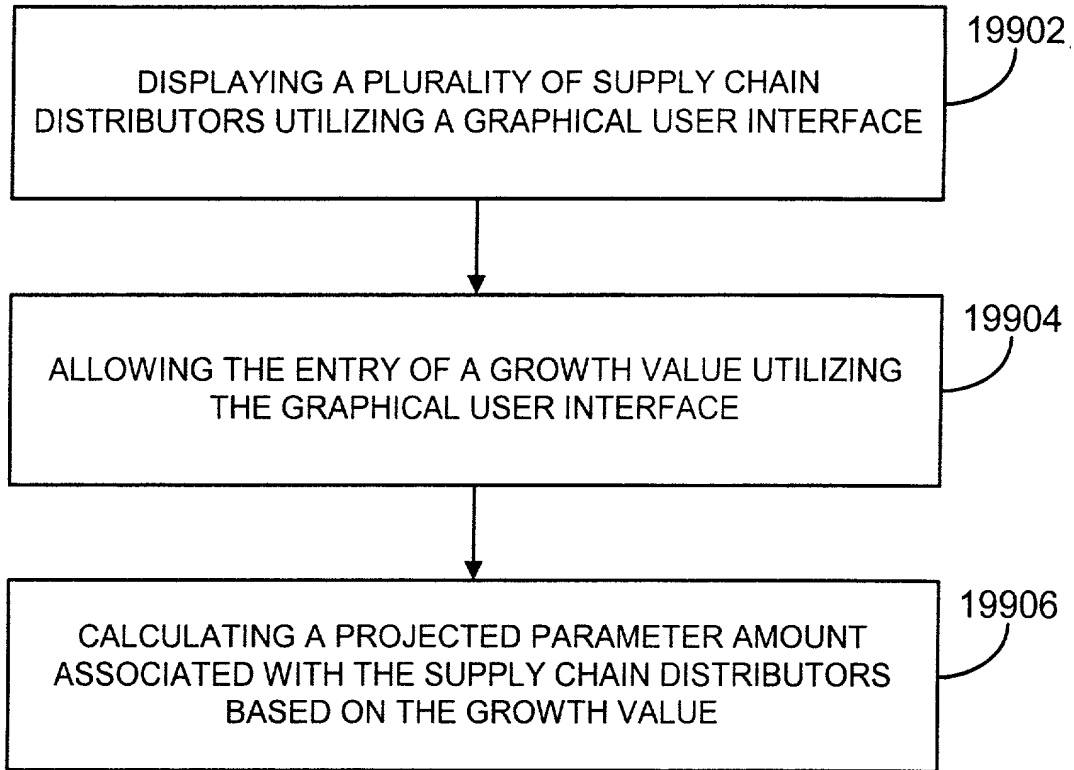 19902
DISPLAYING A PLURALITY OF SUPPLY CHAIN
DISTRIBUTORS UTILIZING A GRAPHICAL USER INTERFACE
19904
ALLOWING THE ENTRY OF A GROWTH VALUE UTILIZING
THE GRAPHICAL USER INTERFACE
19906
CALCULATING A PROJECTED PARAMETER AMOUNT
ASSOCIATED WITH THE SUPPLY CHAIN DISTRIBUTORS
BASED ON THE GROWTH VALUE